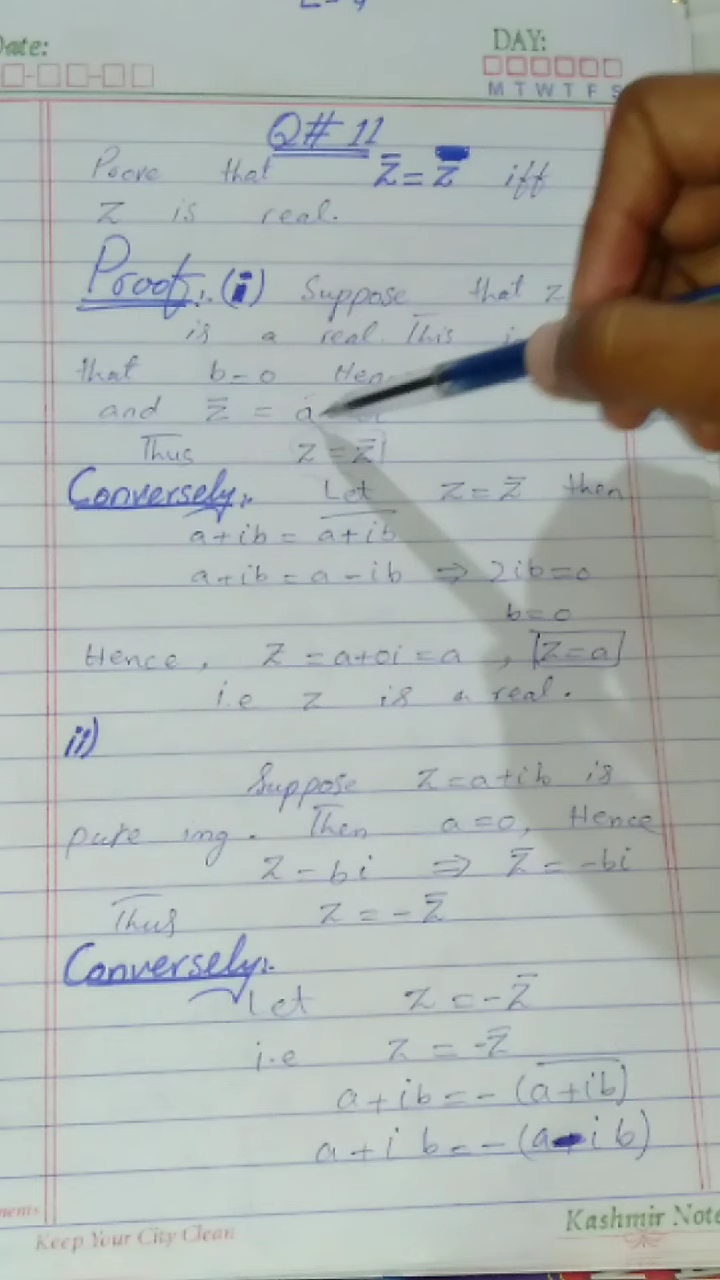 Date:
DAY:
M T W T F S
Q# 11
Prove that z̄ = z̄ iff
Z is real.
Proof:. (i) Suppose that z
is a real. This
that b=0 Hen
and z̄ = a
Thus z = z̄
Conversely:. Let z = z̄ then
a+ib = \overline{a+ib}
a+ib = a-ib ⇒ 2ib=0
b=0
Hence, Z = a+0i = a , Z=a
i.e z is a real.
ii)
Suppose Z=a+ib is
pure img. Then a=0, Hence
Z = bi ⇒ z̄ = -bi
Thus z = - z̄
Conversely:.
Let z = - z̄
i.e z = - z̄
a+ib = - (\overline{a+ib})
a+ib = - (a-ib)
Keep Your City Clean
Kashmir Note